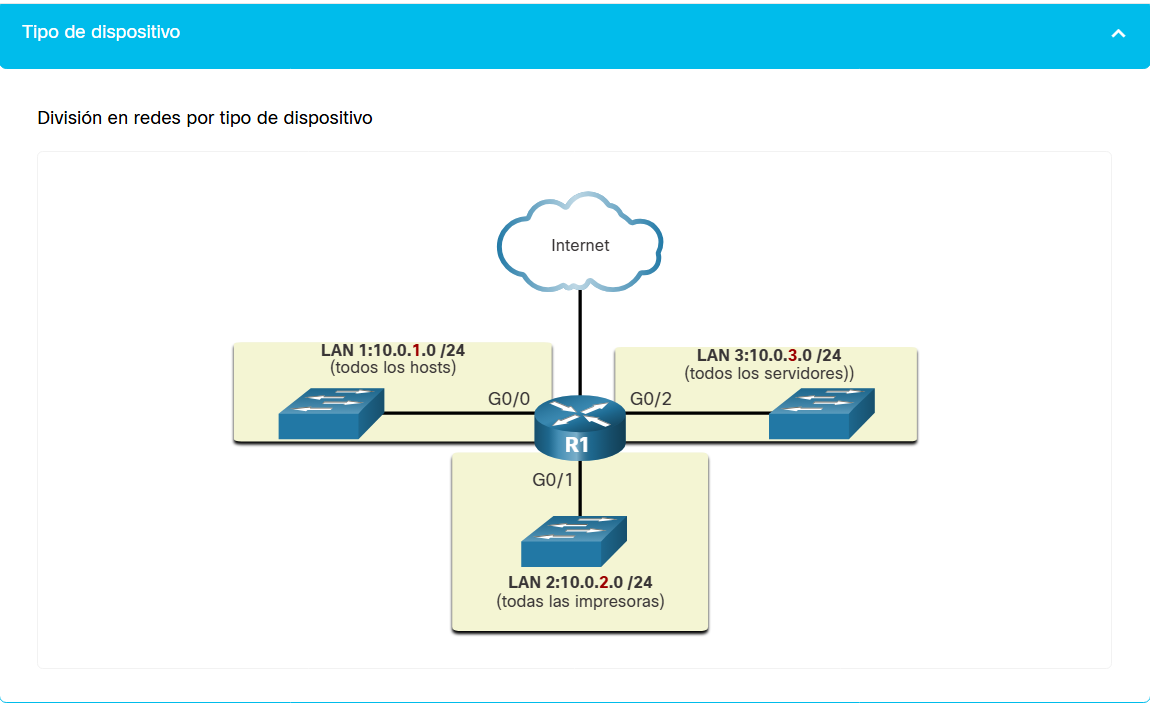 Tipo de dispositivo
División en redes por tipo de dispositivo
Internet
LAN 1:10.0.1.0 /24
(todos los hosts)
LAN 3:10.0.3.0 /24
(todos los servidores))
G0/0
G0/2
R1
G0/1
LAN 2:10.0.2.0 /24
(todas las impresoras)